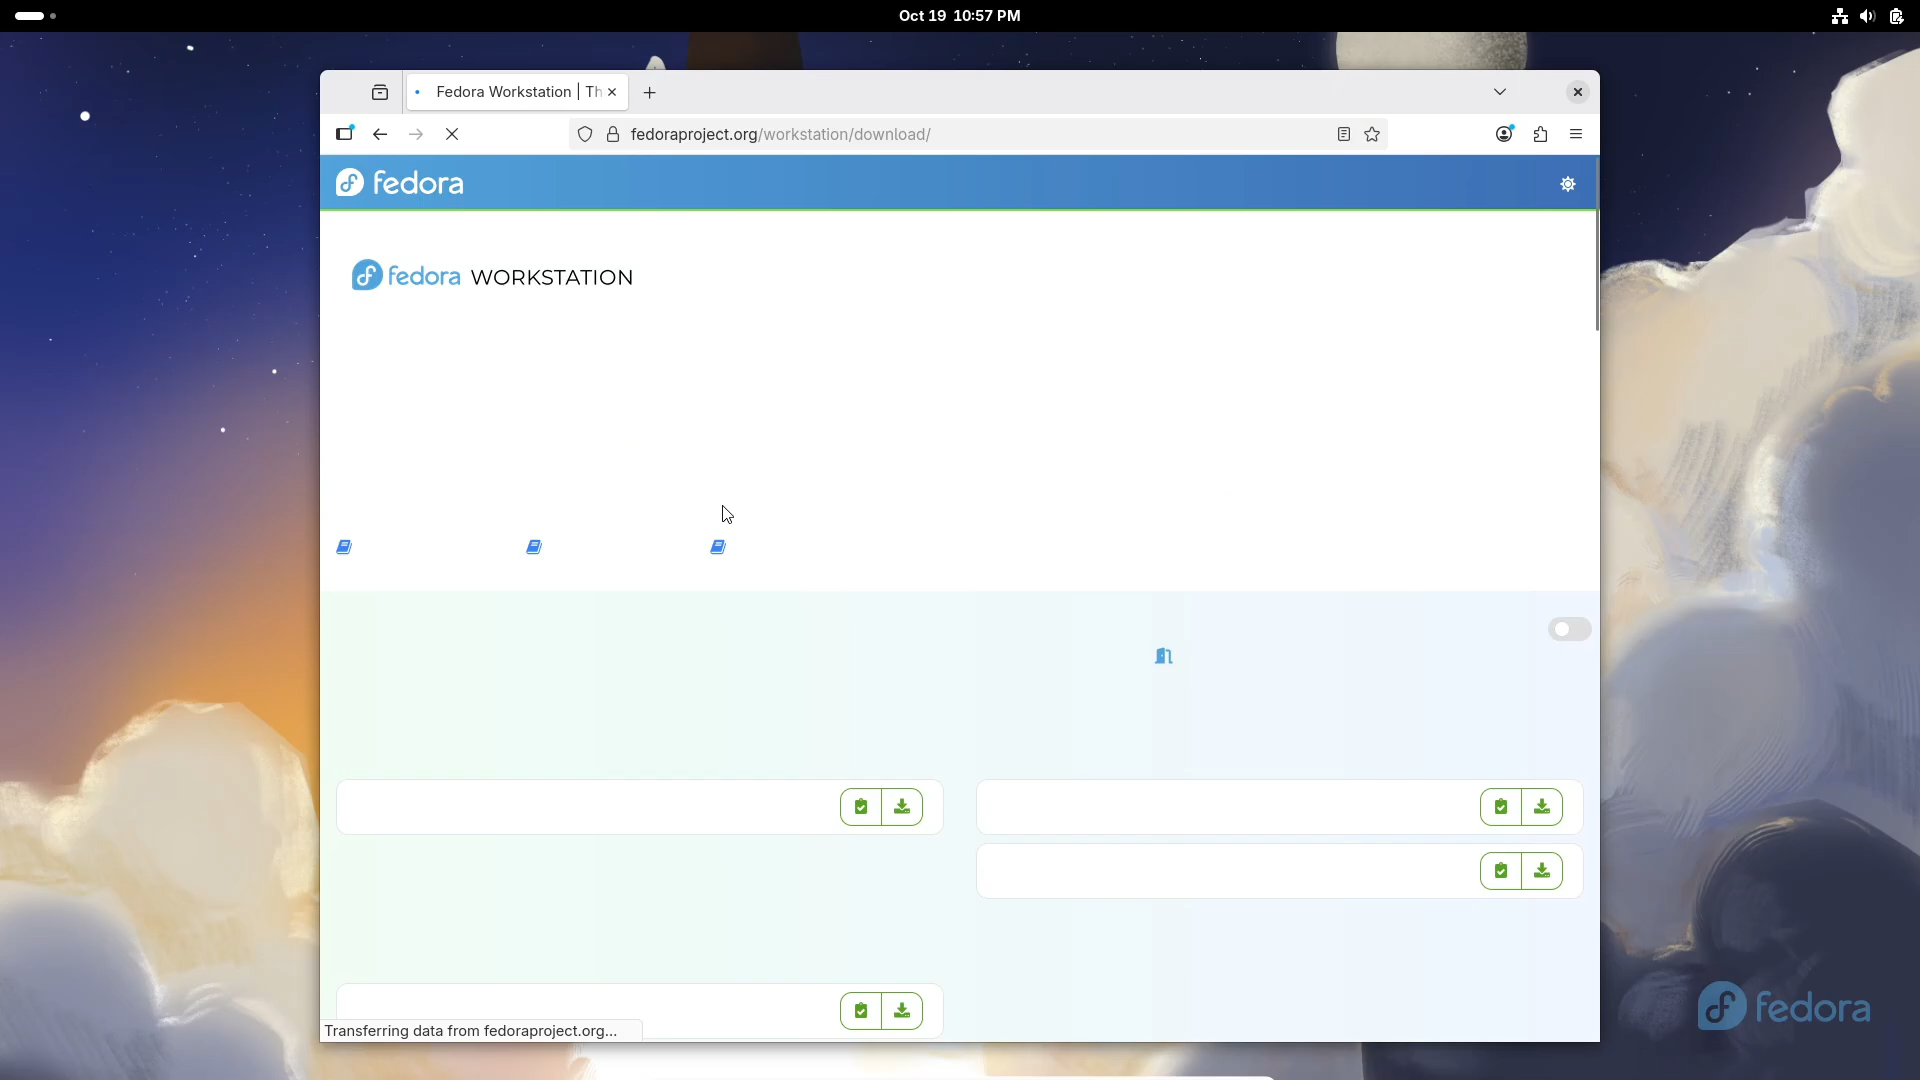 Oct 19 10:57 PM
Fedora Workstation | Th
fedoraproject.org/workstation/download/
fedora
fedora WORKSTATION
Transferring data from fedoraproject.org...
fedora